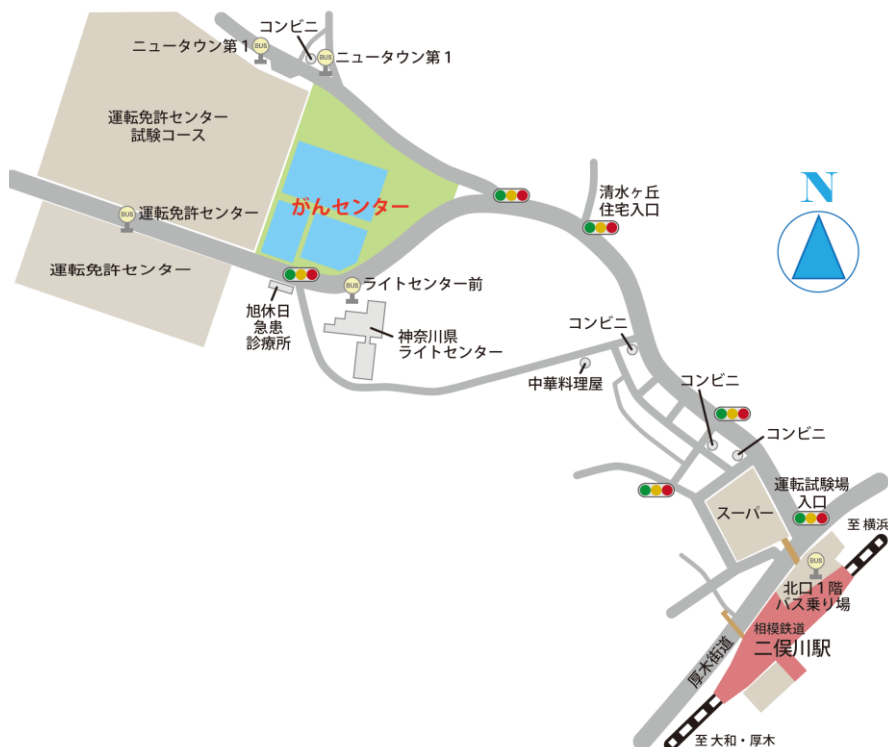 コンビニ
ニュータウン第1
BUS
BUS
ニュータウン第1
運転免許センター
試験コース
がんセンター
清水ヶ丘
住宅入口
N
BUS
運転免許センター
運転免許センター
BUS
ライトセンター前
旭休日
急患
診療所
神奈川県
ライトセンター
コンビニ
中華料理屋
コンビニ
コンビニ
運転試験場
入口
スーパー
至 横浜
BUS
北口1階
バス乗り場
相模鉄道
二俣川駅
厚木街道
至 大和・厚木